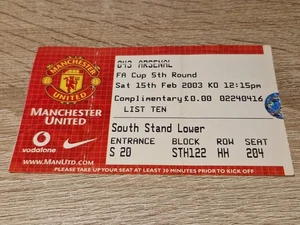 MANCHESTER
UNITED
MANCHESTER
UNITED
vodafone
www.ManUtd.com
043 ARSENAL
FA Cup 5th Round
Sat 15th Feb 2003 KO 12:15pm
Complimentary £0.00 02240416
LIST TEN
South Stand Lower
ENTRANCE BLOCK ROW SEAT
S 20 STH122 HH 204
PLEASE TAKE UP YOUR SEAT AT LEAST 30 MINUTES PRIOR TO KICK OFF